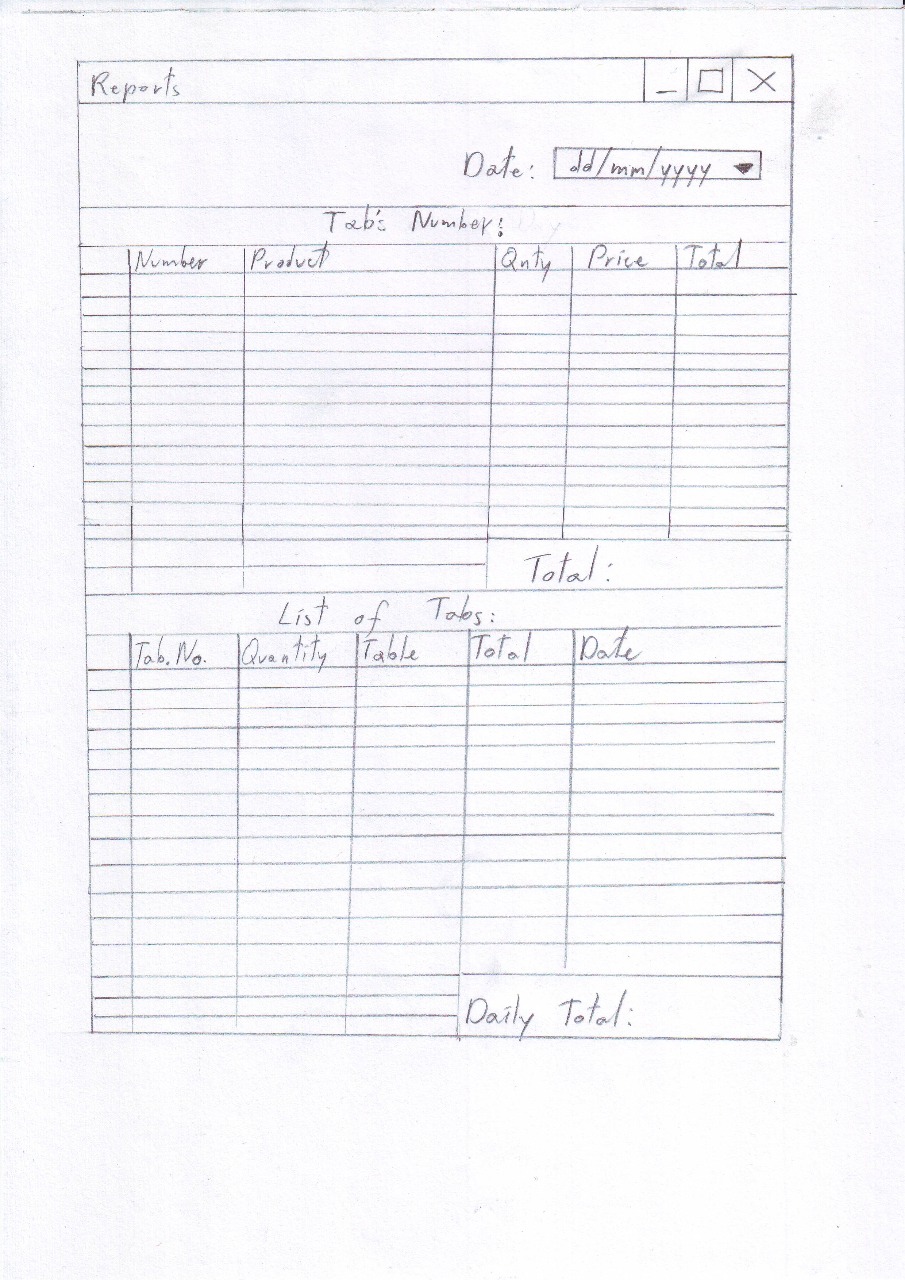 Reports
Date: dd/mm/yyyy
Tab's Number:
Number Product Qnty Price Total
Total:
List of Tabs:
Tab. No. Quantity Table Total Date
Daily Total: